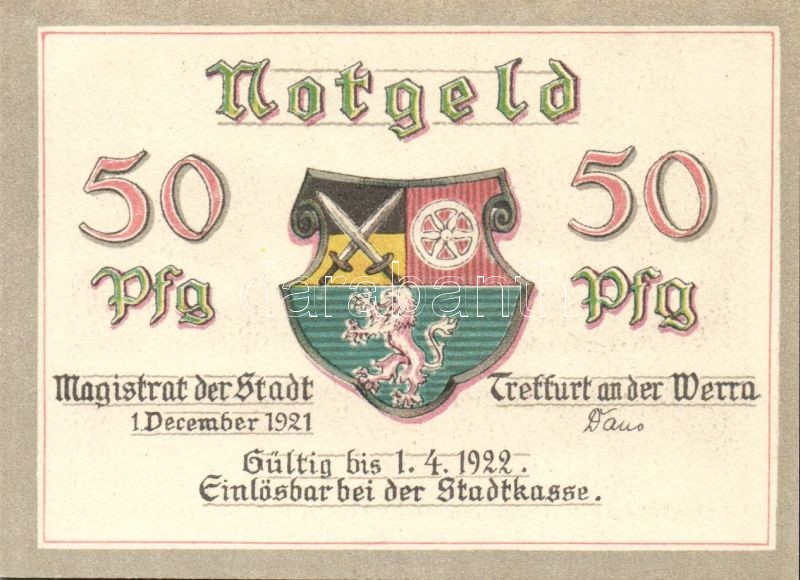 Notgeld
50 50
Pfg Pfg
darabanth
Magistrat der Stadt Treffurt an der Werra
1. December 1921
Gültig bis 1. 4. 1922.
Einlösbar bei der Stadtkasse.